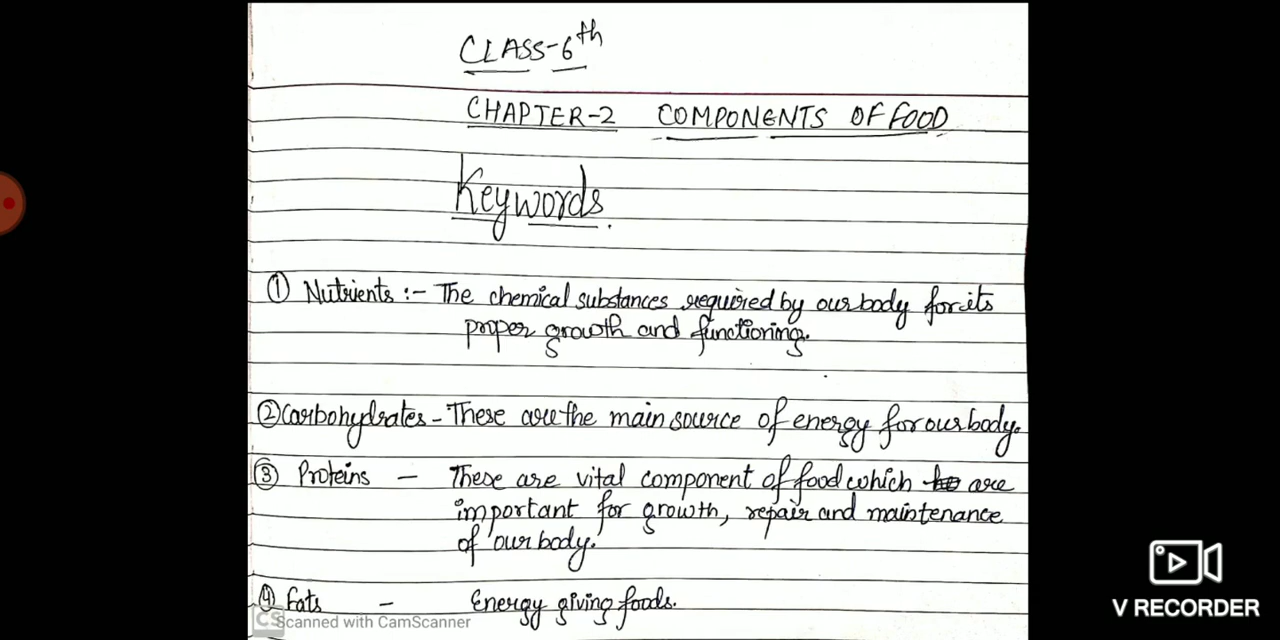 CLASS-6th
CHAPTER-2 COMPONENTS OF FOOD
Keywords.
① Nutrients :- The chemical substances required by our body for its
proper growth and functioning.
② Carbohydrates - These are the main source of energy for our body.
③ Proteins - These are vital component of food which are
important for growth, repair and maintenance
of our body.
④ Fats - Energy giving foods.
CS Scanned with CamScanner
V RECORDER